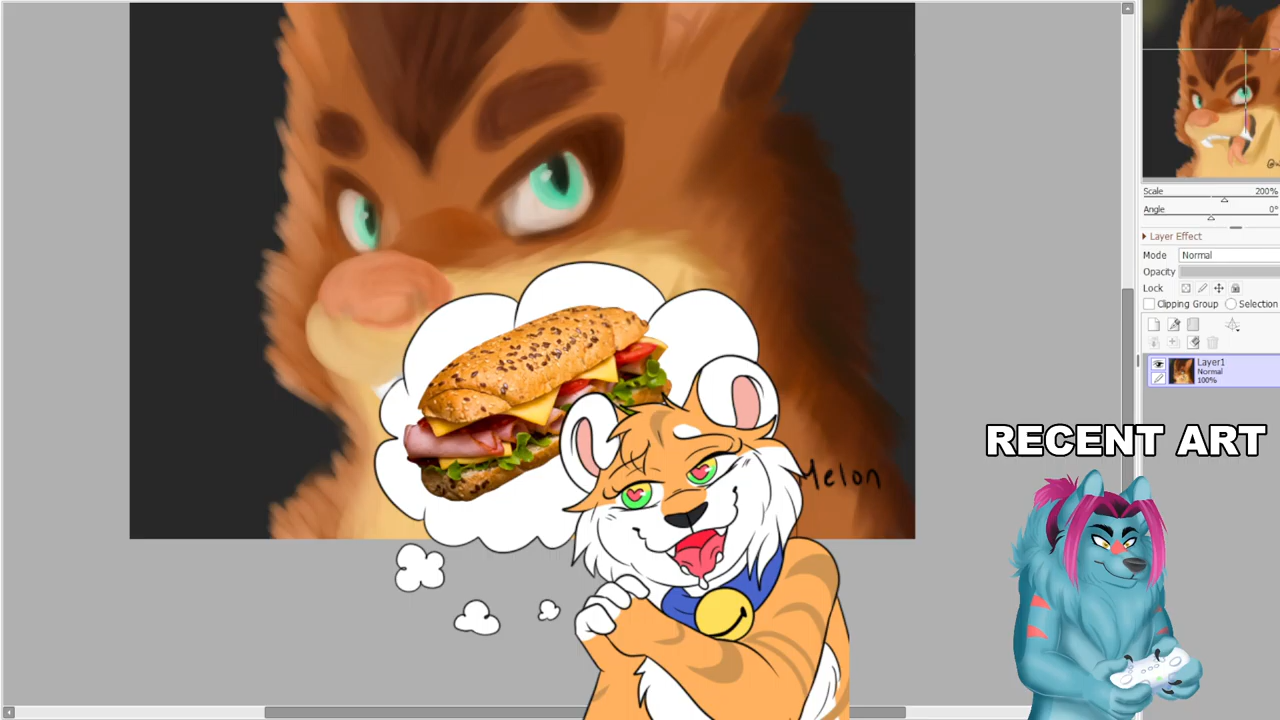 Scale 200%
Angle 0°
Layer Effect
Mode Normal
Opacity
Lock
Clipping Group Selection
Layer1
Normal
100%
RECENT ART
Melon